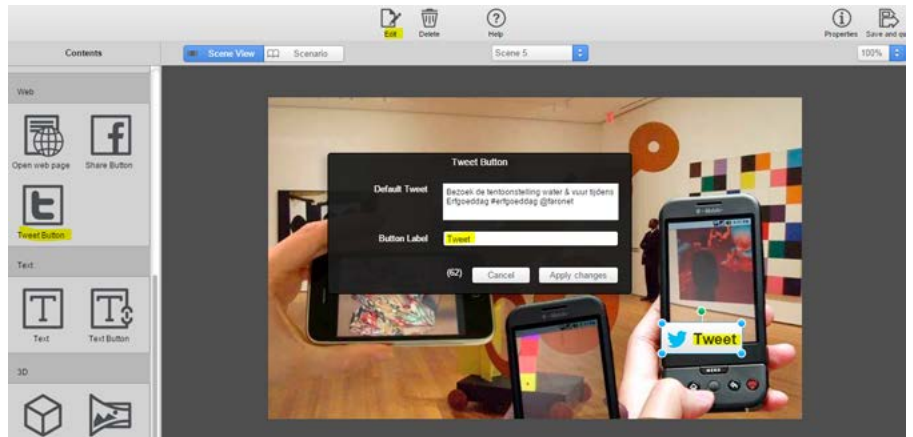 Edit
Delete
Help
Properties
Save and qu
Contents
Scene View
Scenario
Scene 5
100%
Web
Open web page
Share Button
Tweet Button
Text
Text
Text Button
3D
Tweet Button
Default Tweet
Bezoek de tentoonstelling water & vuur tijdens
Erfgoeddag #erfgoeddag @faronet
Button Label
Tweet
(62)
Cancel
Apply changes
Tweet
MENU